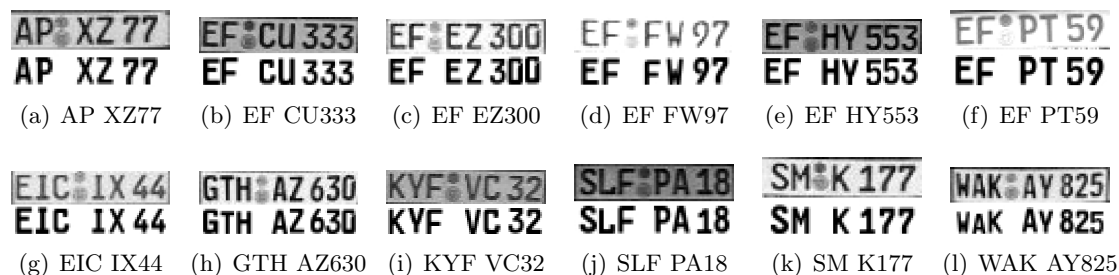 AP XZ 77 EF CU 333 EF EZ 300 EF FW 97 EF HY 553 EF PT 59
AP XZ 77 EF CU 333 EF EZ 300 EF FW 97 EF HY 553 EF PT 59
(a) AP XZ77 (b) EF CU333 (c) EF EZ300 (d) EF FW97 (e) EF HY553 (f) EF PT59
EIC IX 44 GTH AZ 630 KYF VC 32 SLF PA 18 SM K 177 WAK AY 825
EIC IX 44 GTH AZ 630 KYF VC 32 SLF PA 18 SM K 177 WAK AY 825
(g) EIC IX44 (h) GTH AZ630 (i) KYF VC32 (j) SLF PA18 (k) SM K177 (l) WAK AY825